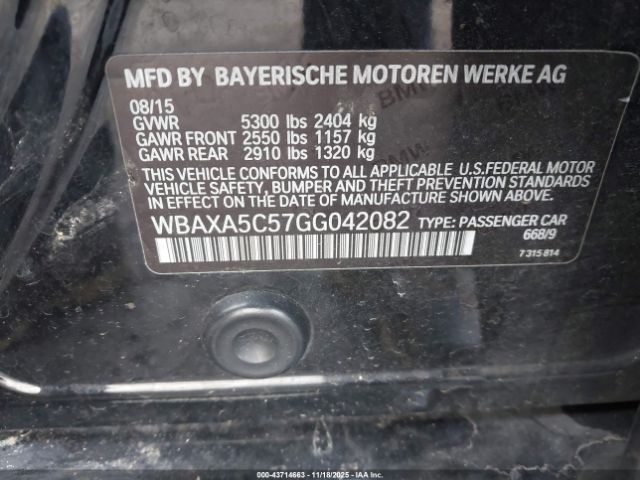 MFD BY BAYERISCHE MOTOREN WERKE AG
08/15
GVWR 5300 lbs 2404 kg
GAWR FRONT 2550 lbs 1157 kg
GAWR REAR 2910 lbs 1320 kg
THIS VEHICLE CONFORMS TO ALL APPLICABLE U.S.FEDERAL MOTOR
VEHICLE SAFETY, BUMPER AND THEFT PREVENTION STANDARDS
IN EFFECT ON THE DATE OF MANUFACTURE SHOWN ABOVE.
WBAXA5C57GG042082 TYPE: PASSENGER CAR
668/9
7 315 814
000 - 43714663 - 11/18/2025 - IAAI.COM